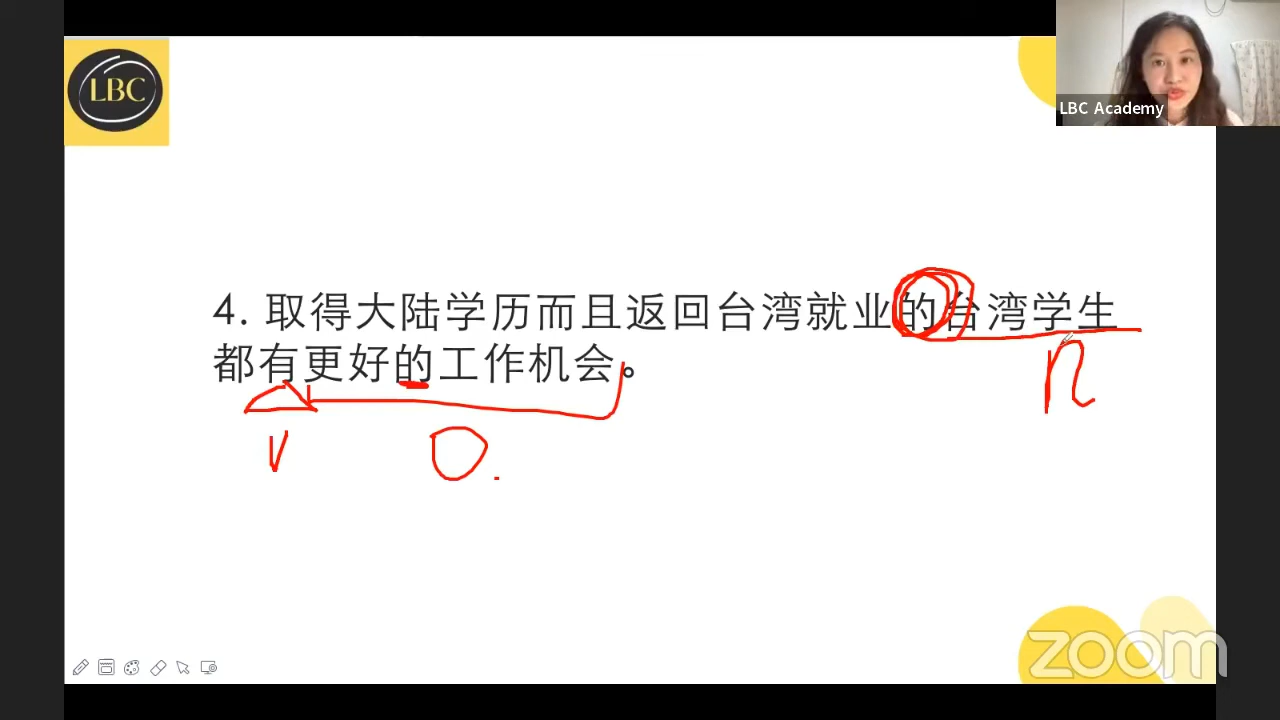 LBC
LBC Academy
4. 取得大陆学历而且返回台湾就业的台湾学生
都有更好的工作机会。
n
V
O.
zoom